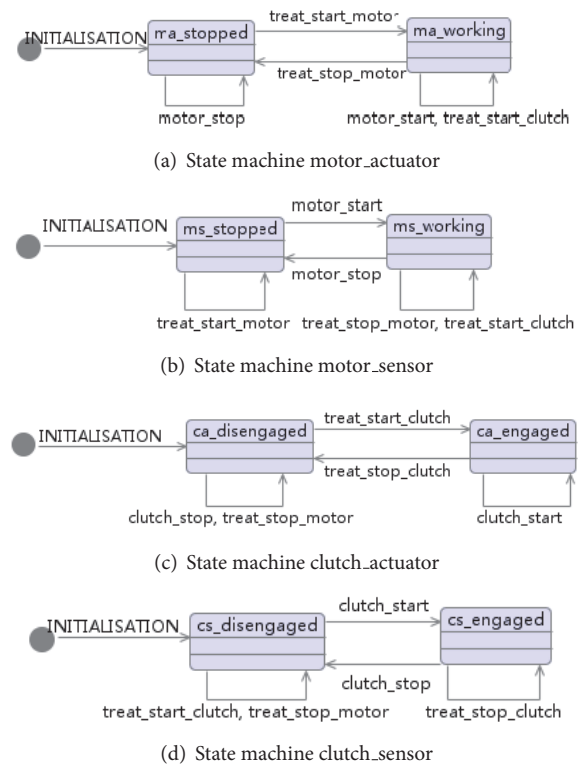 treat_start_motor
INITIALISATION
ma_stopped
ma_working
treat_stop_motor
motor_stop
motor_start, treat_start_clutch
(a) State machine motor_actuator
motor_start
INITIALISATION
ms_stopped
ms_working
motor_stop
treat_start_motor
treat_stop_motor, treat_start_clutch
(b) State machine motor_sensor
treat_start_clutch
INITIALISATION
ca_disengaged
ca_engaged
treat_stop_clutch
clutch_stop, treat_stop_motor
clutch_start
(c) State machine clutch_actuator
clutch_start
INITIALISATION
cs_disengaged
cs_engaged
clutch_stop
treat_start_clutch, treat_stop_motor
treat_stop_clutch
(d) State machine clutch_sensor